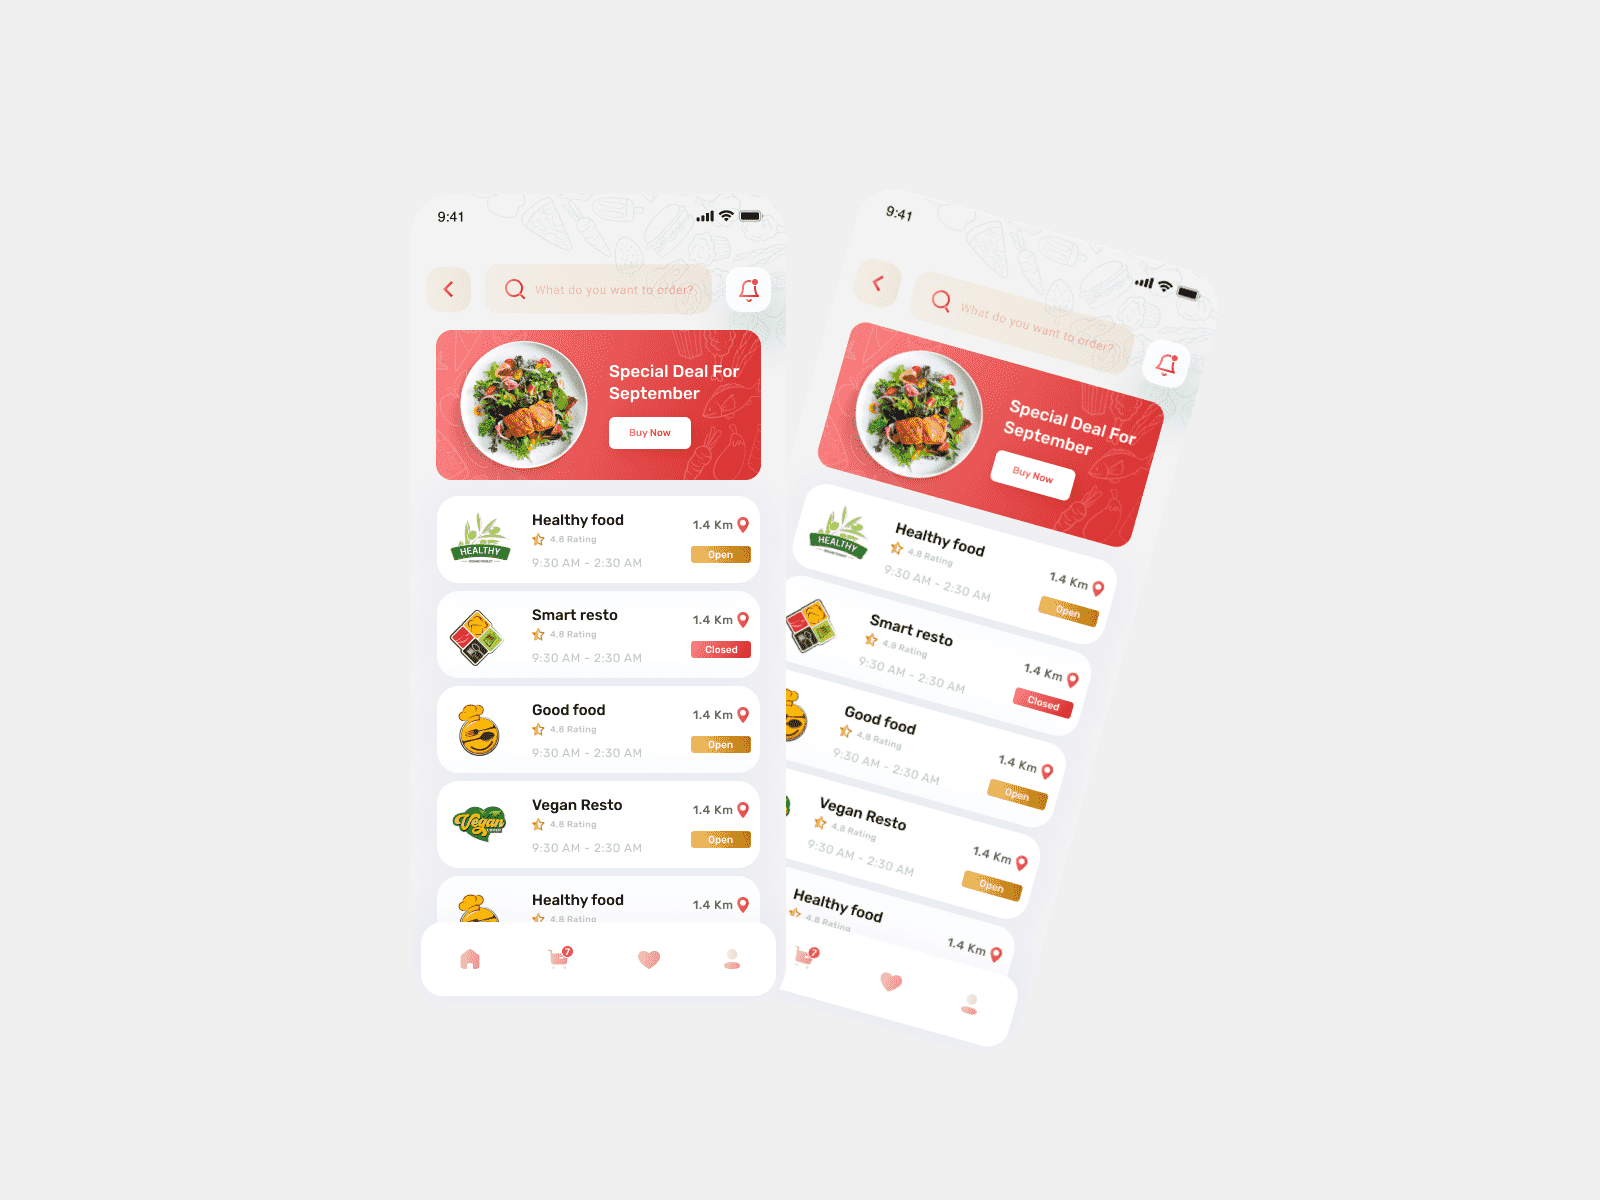 9:41
What do you want to order?
Special Deal For
September
Buy Now
HEALTHY
Healthy food
4,8 Rating
9:30 AM - 2:30 AM
1.4 Km
Open
Smart resto
4,8 Rating
9:30 AM - 2:30 AM
1.4 Km
Closed
Good food
4,8 Rating
9:30 AM - 2:30 AM
1.4 Km
Open
Vegan
Vegan Resto
4,8 Rating
9:30 AM - 2:30 AM
1.4 Km
Open
Healthy food
4,8 Rating
1.4 Km
7
9:41
What do you want to order?
Special Deal For
September
Buy Now
HEALTHY
Healthy food
4,8 Rating
9:30 AM - 2:30 AM
1.4 Km
Open
Smart resto
4,8 Rating
9:30 AM - 2:30 AM
1.4 Km
Closed
Good food
4,8 Rating
9:30 AM - 2:30 AM
1.4 Km
Open
Vegan Resto
4,8 Rating
9:30 AM - 2:30 AM
1.4 Km
Open
Healthy food
4,8 Rating
1.4 Km
7